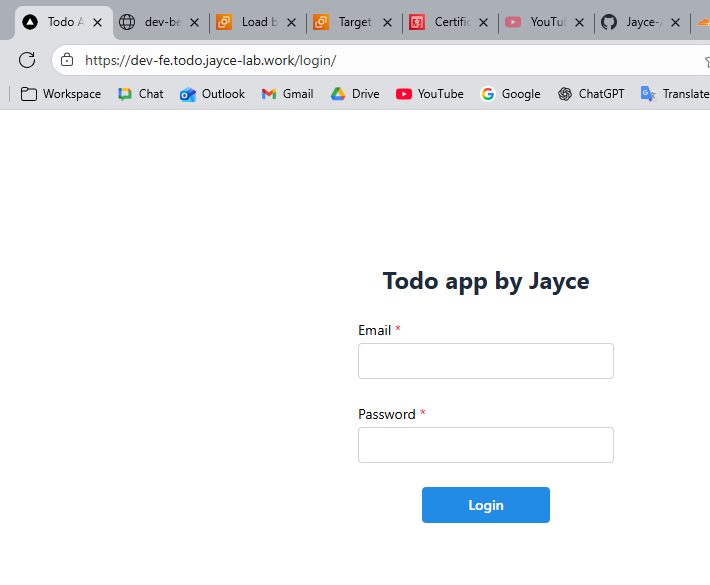 Todo A
dev-be
Load b
Target
Certific
YouTu
Jayce-
https://dev-fe.todo.jayce-lab.work/login/
Workspace
Chat
Outlook
Gmail
Drive
YouTube
Google
ChatGPT
Translate
Todo app by Jayce
Email *
Password *
Login